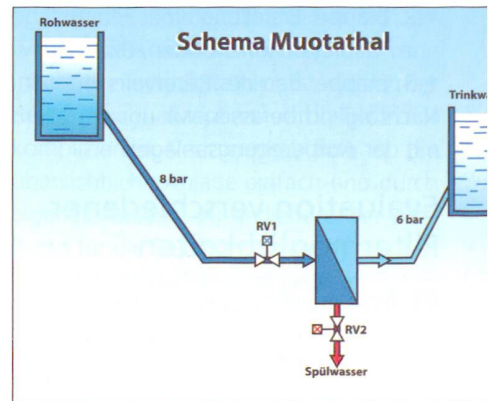 Rohwasser
Schema Muotathal
8 bar
6 bar
RV1
RV2
Spülwasser